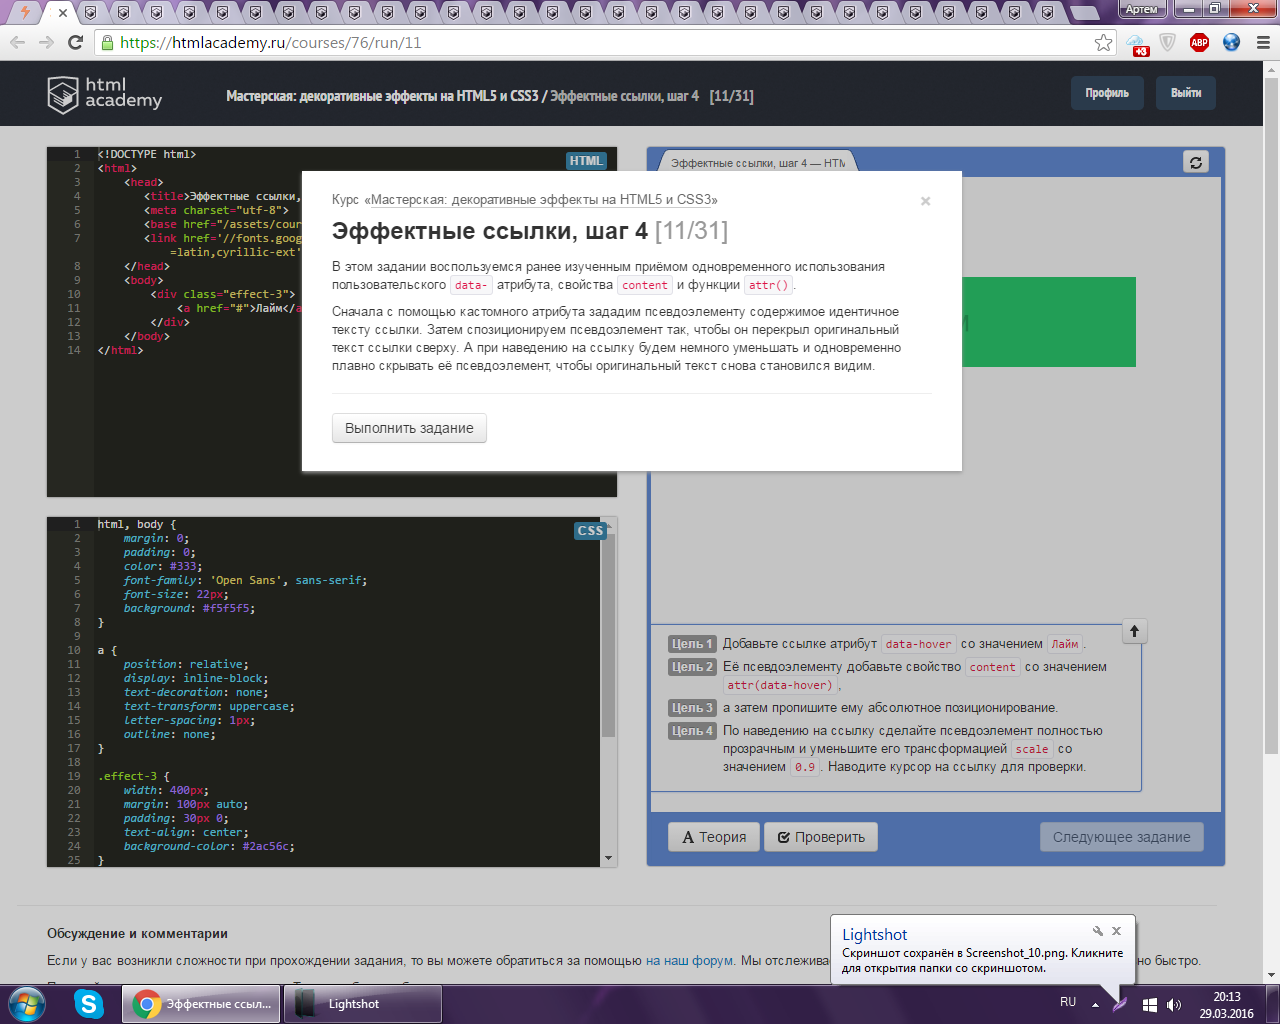 Артем
https://htmlacademy.ru/courses/76/run/11
+3
ABP
html
academy
Мастерская: декоративные эффекты на HTML5 и CSS3 / Эффектные ссылки, шаг 4 [11/31]
Профиль
Выйти
HTML
1 <!DOCTYPE html>
2 <html>
3 <head>
4 <title>Эффектные ссылки,
5 <meta charset="utf-8">
6 <base href="/assets/cour
7 <link href='//fonts.goog
=latin,cyrillic-ext'
8 </head>
9 <body>
10 <div class="effect-3">
11 <a href="#">Лайм</a
12 </div>
13 </body>
14 </html>
Эффектные ссылки, шаг 4 — HTM
Курс «Мастерская: декоративные эффекты на HTML5 и CSS3»
×
Эффектные ссылки, шаг 4 [11/31]
В этом задании воспользуемся ранее изученным приёмом одновременного использования
пользовательского data- атрибута, свойства content и функции attr().
Сначала с помощью кастомного атрибута зададим псевдоэлементу содержимое идентичное
тексту ссылки. Затем спозиционируем псевдоэлемент так, чтобы он перекрыл оригинальный
текст ссылки сверху. А при наведению на ссылку будем немного уменьшать и одновременно
плавно скрывать её псевдоэлемент, чтобы оригинальный текст снова становился видим.
Выполнить задание
CSS
1 html, body {
2 margin: 0;
3 padding: 0;
4 color: #333;
5 font-family: 'Open Sans', sans-serif;
6 font-size: 22px;
7 background: #f5f5f5;
8 }
9
10 a {
11 position: relative;
12 display: inline-block;
13 text-decoration: none;
14 text-transform: uppercase;
15 letter-spacing: 1px;
16 outline: none;
17 }
18
19 .effect-3 {
20 width: 400px;
21 margin: 100px auto;
22 padding: 30px 0;
23 text-align: center;
24 background-color: #2ac56c;
25 }
Цель 1 Добавьте ссылке атрибут data-hover со значением Лайм.
Цель 2 Её псевдоэлементу добавьте свойство content со значением
attr(data-hover),
Цель 3 а затем пропишите ему абсолютное позиционирование.
Цель 4 По наведению на ссылку сделайте псевдоэлемент полностью
прозрачным и уменьшите его трансформацией scale со
значением 0.9. Наводите курсор на ссылку для проверки.
A Теория
Проверить
Следующее задание
Обсуждение и комментарии
Если у вас возникли сложности при прохождении задания, то вы можете обратиться за помощью на наш форум. Мы отслежива
но быстро.
Lightshot
Скриншот сохранён в Screenshot_10.png. Кликните
для открытия папки со скриншотом.
Эффектные ссыл...
Lightshot
RU
20:13
29.03.2016